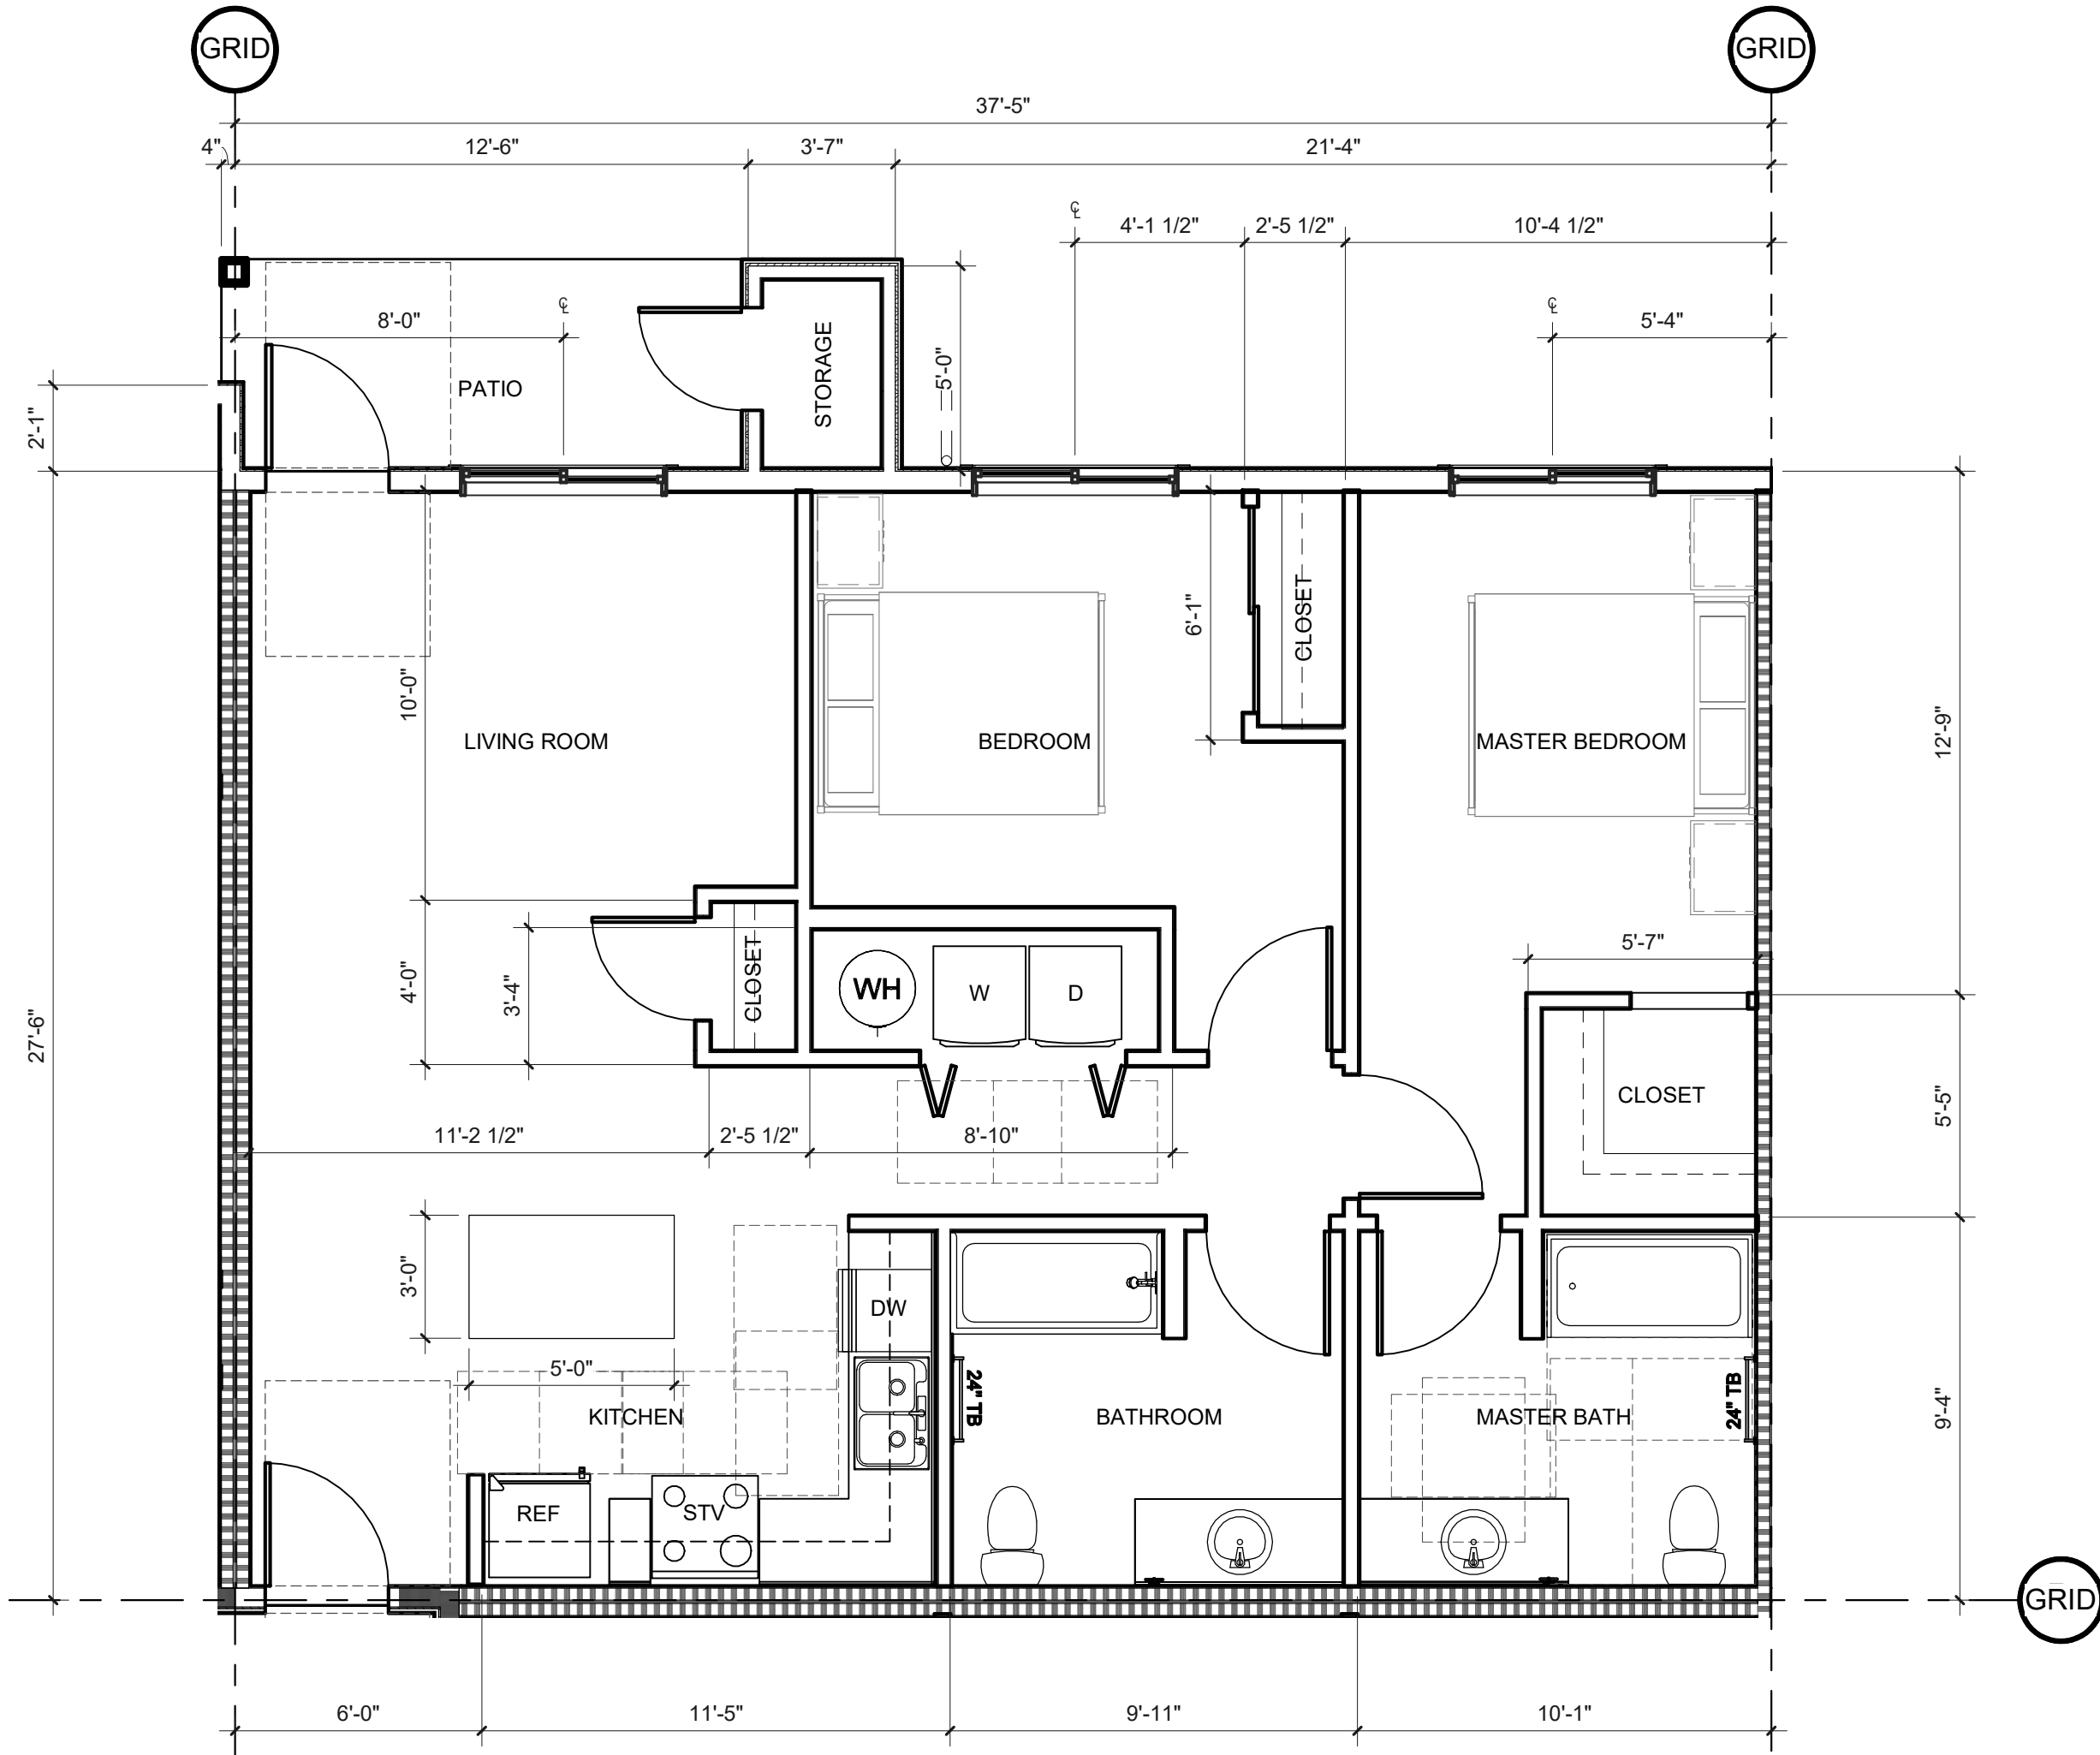 GRID
GRID
37'-5"
4"
12'-6"
3'-7"
21'-4"
℄
4'-1 1/2"
2'-5 1/2"
10'-4 1/2"
8'-0"
℄
℄
5'-4"
STORAGE
5'-0"
PATIO
2'-1"
6'-1"
CLOSET
10'-0"
LIVING ROOM
BEDROOM
MASTER BEDROOM
12'-9"
5'-7"
CLOSET
4'-0"
3'-4"
WH
W
D
27'-6"
CLOSET
5'-5"
11'-2 1/2"
2'-5 1/2"
8'-10"
3'-0"
DW
5'-0"
24" TB
24" TB
KITCHEN
BATHROOM
MASTER BATH
9'-4"
REF
STV
GRID
6'-0"
11'-5"
9'-11"
10'-1"